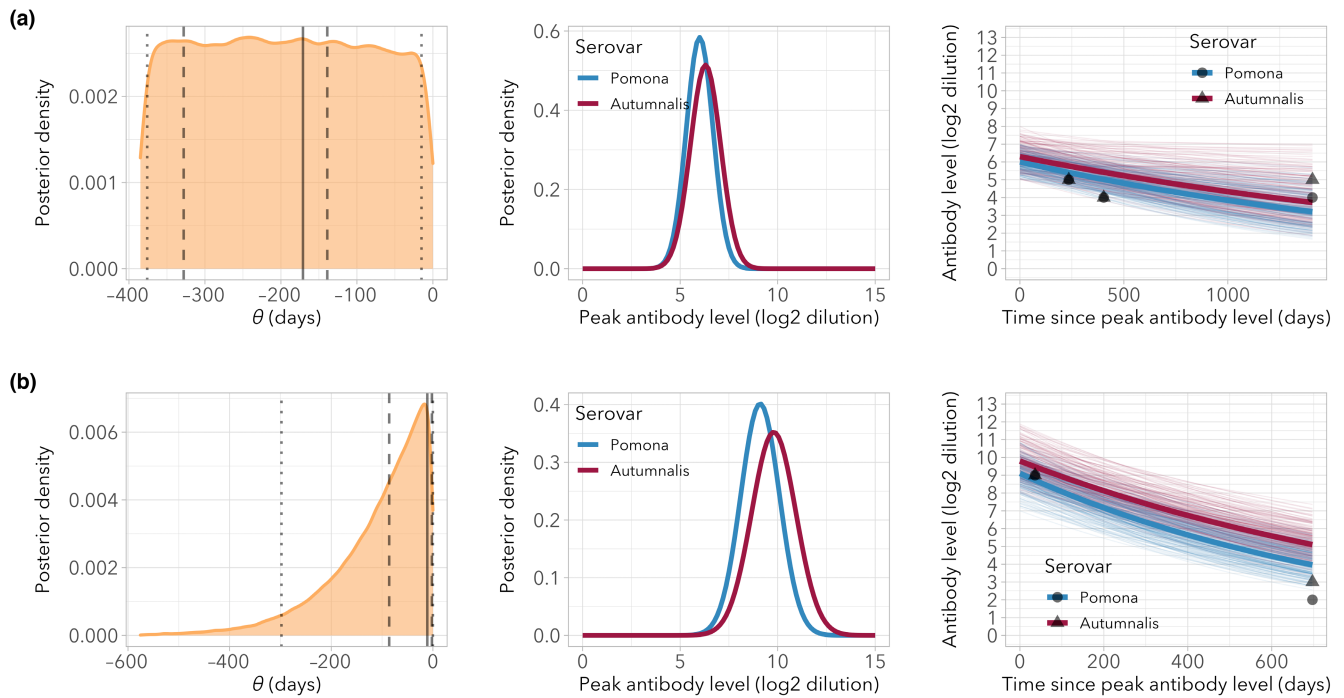 (a)
Posterior density
0.002
0.001
0.000
−400
−300
−200
−100
0
θ (days)
Posterior density
0.6
0.4
0.2
0.0
0
5
10
15
Peak antibody level (log2 dilution)
Serovar
Pomona
Autumnalis
Antibody level (log2 dilution)
13
12
11
10
9
8
7
6
5
4
3
2
1
0
0
500
1000
Time since peak antibody level (days)
Serovar
Pomona
Autumnalis
(b)
Posterior density
0.006
0.004
0.002
0.000
−600
−400
−200
0
θ (days)
Posterior density
0.4
0.3
0.2
0.1
0.0
0
5
10
15
Peak antibody level (log2 dilution)
Serovar
Pomona
Autumnalis
Antibody level (log2 dilution)
13
12
11
10
9
8
7
6
5
4
3
2
1
0
0
200
400
600
Time since peak antibody level (days)
Serovar
Pomona
Autumnalis